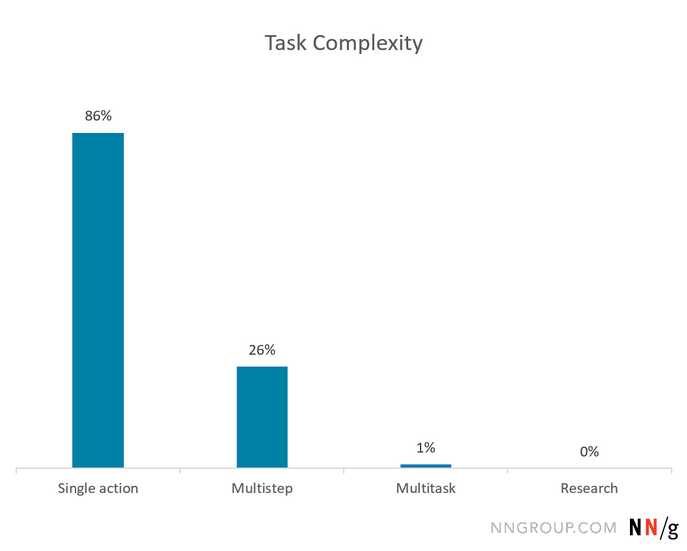 Task Complexity
86%
26%
1%
0%
Single action
Multistep
Multitask
Research
NNGROUP.COM NN/g